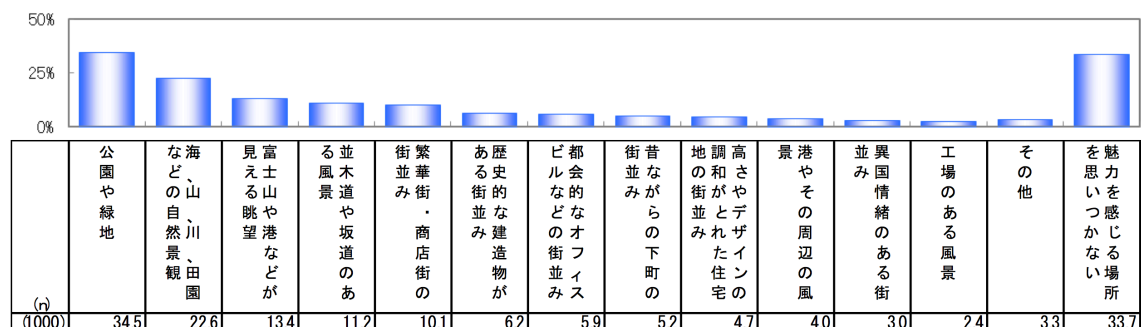 50%
25%
0%
公園や緑地
海、山、川、田園
などの自然景観
富士山や港などが
見える眺望
並木道や坂道のあ
る風景
繁華街・商店街の
街並み
歴史的な建造物が
ある街並み
都会的なオフィス
ビルなどの街並み
昔ながらの下町の
街並み
高さやデザインの
調和がとれた住宅
地の街並み
港やその周辺の風
景
異国情緒のある街
並み
工場のある風景
その他
魅力を感じる場所
を思いつかない
(n)
(1000) 34.5 22.6 13.4 11.2 10.1 6.2 5.9 5.2 4.7 4.0 3.0 2.4 3.3 33.7